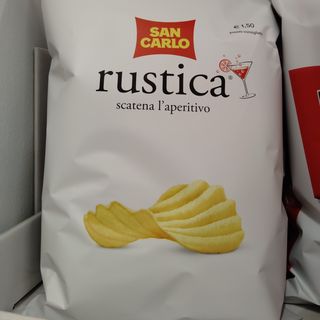 SAN
CARLO
€ 1,50
rustica
scatena l'aperitivo